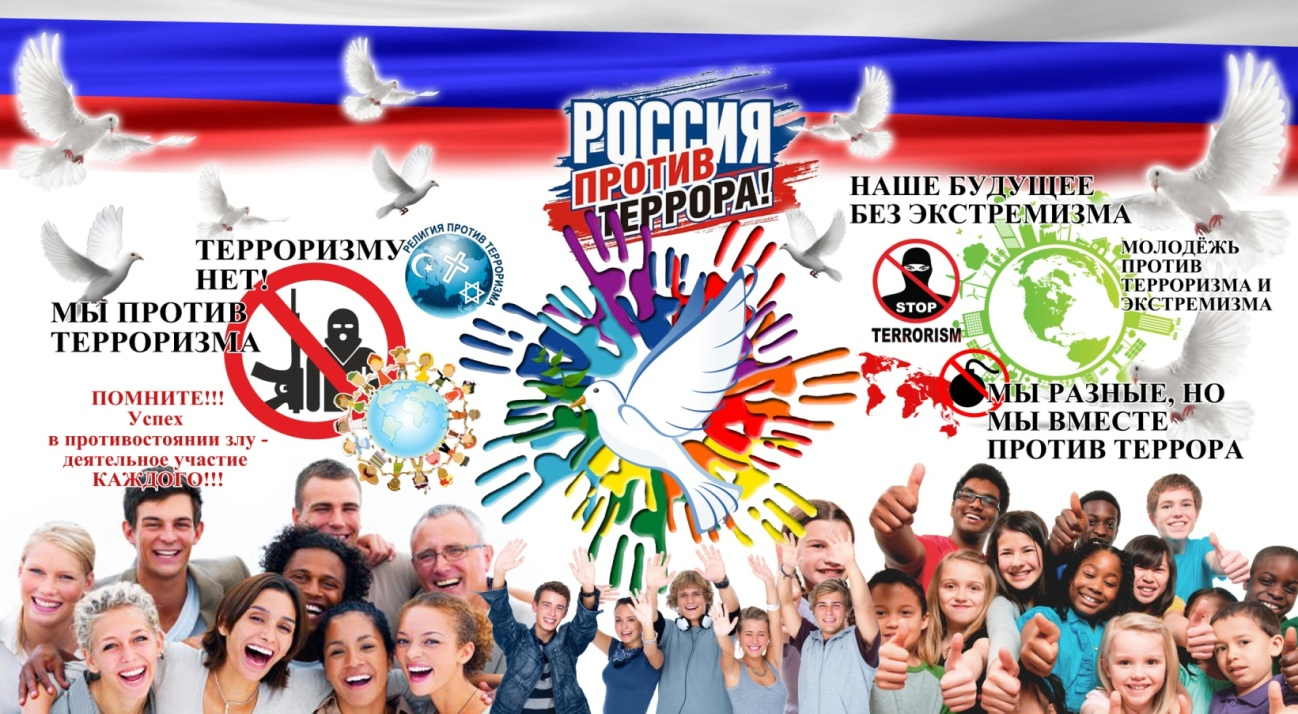 РОССИЯ
ПРОТИВ
ТЕРРОРА!
ТЕРРОРИЗМУ
НЕТ!
МЫ ПРОТИВ
ТЕРРОРИЗМА
РЕЛИГИЯ ПРОТИВ ТЕРРОРИЗМА
ПОМНИТЕ!!!
Успех
в противостоянии злу -
деятельное участие
КАЖДОГО!!!
НАШЕ БУДУЩЕЕ
БЕЗ ЭКСТРЕМИЗМА
STOP
TERRORISM
МОЛОДЁЖЬ
ПРОТИВ
ТЕРРОРИЗМА И
ЭКСТРЕМИЗМА
МЫ РАЗНЫЕ, НО
МЫ ВМЕСТЕ
ПРОТИВ ТЕРРОРА